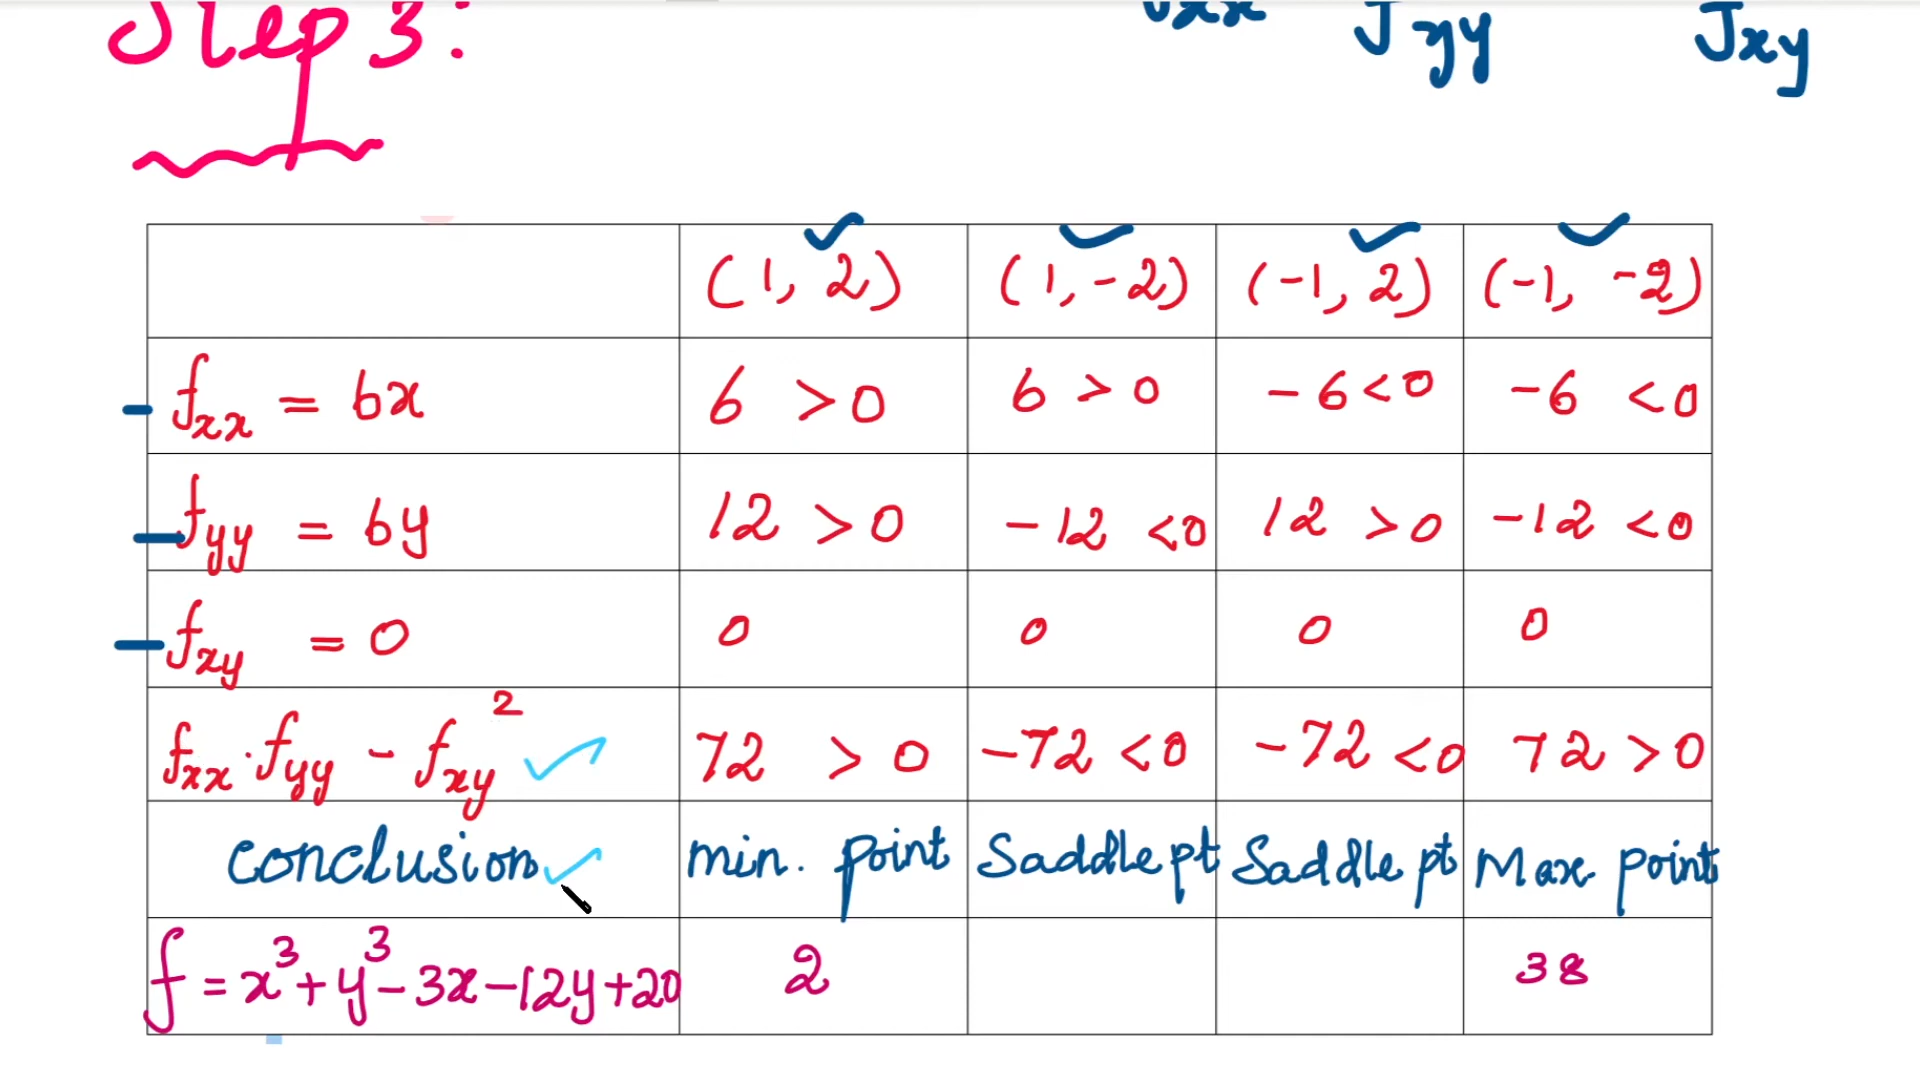 Step 3:
fxx fyy fxy
(1, 2) (1, -2) (-1, 2) (-1, -2)
fxx = 6x 6 > 0 6 > 0 -6 < 0 -6 < 0
fyy = 6y 12 > 0 -12 < 0 12 > 0 -12 < 0
fxy = 0 0 0 0 0
fxx · fyy - fxy² 72 > 0 -72 < 0 -72 < 0 72 > 0
Conclusion min. point Saddle pt Saddle pt Max. point
f = x³ + y³ - 3x - 12y + 20 2 38